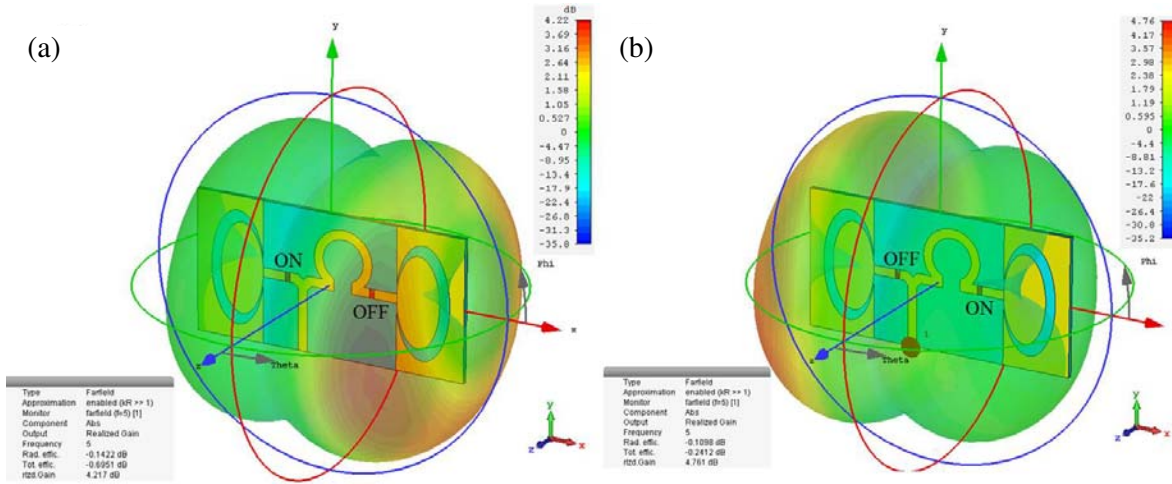 (a)
y
dB
4.22
3.69
3.16
2.64
2.11
1.58
1.05
0.527
0
-4.47
-8.95
-13.4
-17.9
-22.4
-26.8
-31.3
-35.8
Phi
x
ON
OFF
z
Theta
Type Farfield
Approximation enabled (kR >> 1)
Monitor farfield (f=5) [1]
Component Abs
Output Realized Gain
Frequency 5
Rad. effic. -0.1422 dB
Tot. effic. -0.6951 dB
rlzd.Gain 4.217 dB
y
z
x
(b)
y
4.76
4.17
3.57
2.98
2.38
1.79
1.19
0.595
0
-4.4
-8.81
-13.2
-17.6
-22
-26.4
-30.8
-35.2
Phi
OFF
ON
1
z
Theta
Type Farfield
Approximation enabled (kR >> 1)
Monitor farfield (f=5) [1]
Component Abs
Output Realized Gain
Frequency 5
Rad. effic. -0.1098 dB
Tot. effic. -0.2412 dB
rlzd.Gain 4.761 dB
y
z
x